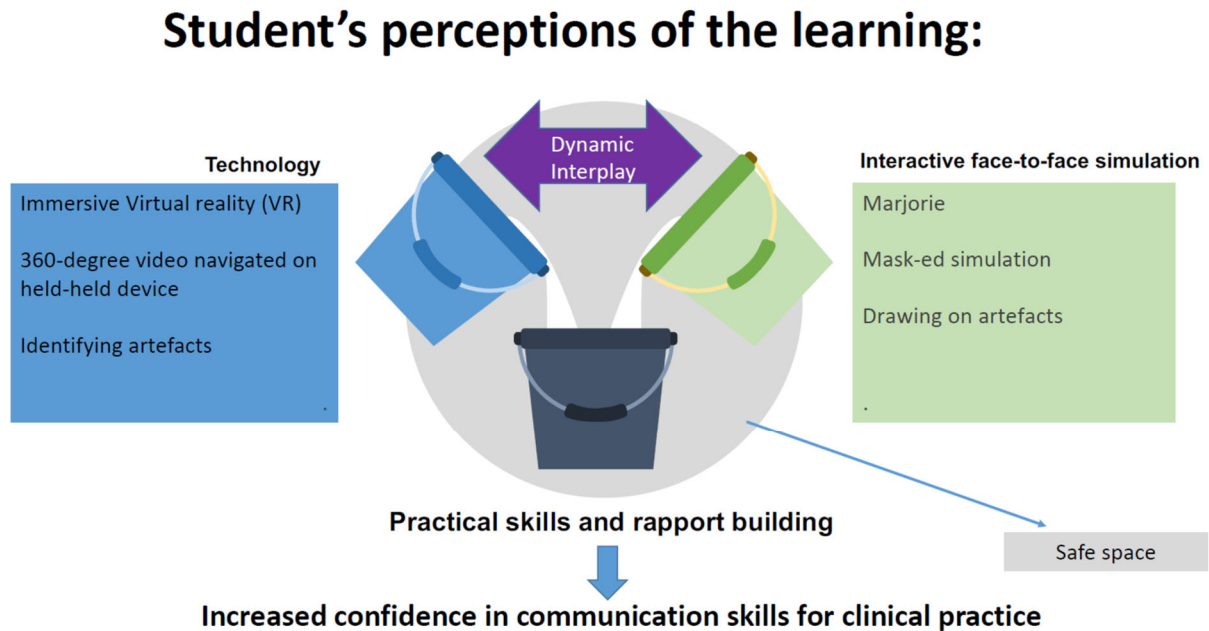 Student's perceptions of the learning:
Dynamic
Interplay
Technology
Immersive Virtual reality (VR)
360-degree video navigated on
held-held device
Identifying artefacts
.
Interactive face-to-face simulation
Marjorie
Mask-ed simulation
Drawing on artefacts
.
Practical skills and rapport building
Safe space
Increased confidence in communication skills for clinical practice